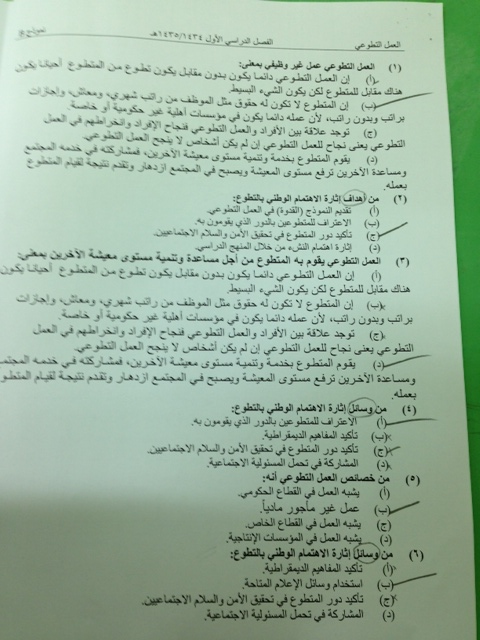 العمل التطوعي الفصل الدراسي الأول ١٤٣٥/١٤٣٤هـ نموذج ج
(١) العمل التطوعي عمل غير وظيفي بمعنى:
(أ) إن العمل التطوعي دائما يكون بدون مقابل يكون تطوع من المتطوع أحيانا يكون
هناك مقابل للمتطوع لكن يكون الشيء البسيط.
(ب) إن المتطوع لا تكون له حقوق مثل الموظف من راتب شهري، ومعاش، وإجازات
براتب وبدون راتب، لأن عمله دائما يكون في مؤسسات أهلية غير حكومية أو خاصة.
(ج) توجد علاقة بين الأفراد والعمل التطوعي فنجاح الإفراد وانخراطهم في العمل
التطوعي يعنى نجاح للعمل التطوعي إن لم يكن أشخاص لا ينجح العمل التطوعي.
(د) يقوم المتطوع بخدمة وتنمية مستوى معيشة الآخرين، فمشاركته في خدمه المجتمع
ومساعدة الآخرين ترفع مستوى المعيشة ويصبح في المجتمع ازدهار وتقدم نتيجة لقيام المتطوع
بعمله.
(٢) من أهداف إثارة الاهتمام الوطني بالتطوع:
(أ) تقديم النموذج (القدوة) في العمل التطوعي.
(ب) الاعتراف للمتطوعين بالدور الذي يقومون به.
(ج) تأكيد دور المتطوع في تحقيق الأمن والسلام الاجتماعيين.
(د) إثارة اهتمام النشء من خلال المنهج الدراسي.
(٣) العمل التطوعي يقوم به المتطوع من أجل مساعدة وتنمية مستوى معيشة الآخرين بمعنى:
(أ) إن العمل التطوعي دائما يكون بدون مقابل يكون تطوع من المتطوع أحيانا يكون
هناك مقابل للمتطوع لكن يكون الشيء البسيط.
(ب) إن المتطوع لا تكون له حقوق مثل الموظف من راتب شهري، ومعاش، وإجازات
براتب وبدون راتب، لأن عمله دائما يكون في مؤسسات أهلية غير حكومية أو خاصة.
(ج) توجد علاقة بين الأفراد والعمل التطوعي فنجاح الإفراد وانخراطهم في العمل
التطوعي يعنى نجاح للعمل التطوعي إن لم يكن أشخاص لا ينجح العمل التطوعي.
(د) يقوم المتطوع بخدمة وتنمية مستوى معيشة الآخرين، فمشاركته في خدمه المجتمع
ومساعدة الآخرين ترفع مستوى المعيشة ويصبح في المجتمع ازدهار وتقدم نتيجة لقيام المتطوع
بعمله.
(٤) من وسائل إثارة الاهتمام الوطني بالتطوع:
(أ) الاعتراف للمتطوعين بالدور الذي يقومون به.
(ب) تأكيد المفاهيم الديمقراطية.
(ج) تأكيد دور المتطوع في تحقيق الأمن والسلام الاجتماعيين.
(د) المشاركة في تحمل المسئولية الاجتماعية.
(٥) من خصائص العمل التطوعي أنه:
(أ) يشبه العمل في القطاع الحكومي.
(ب) عمل غير مأجور مادياً.
(ج) يشبه العمل في القطاع الخاص.
(د) يشبه العمل في المؤسسات الإنتاجية.
(٦) من وسائل إثارة الاهتمام الوطني بالتطوع:
(أ) تأكيد المفاهيم الديمقراطية.
(ب) استخدام وسائل الإعلام المتاحة.
(ج) تأكيد دور المتطوع في تحقيق الأمن والسلام الاجتماعيين.
(د) المشاركة في تحمل المسئولية الاجتماعية.